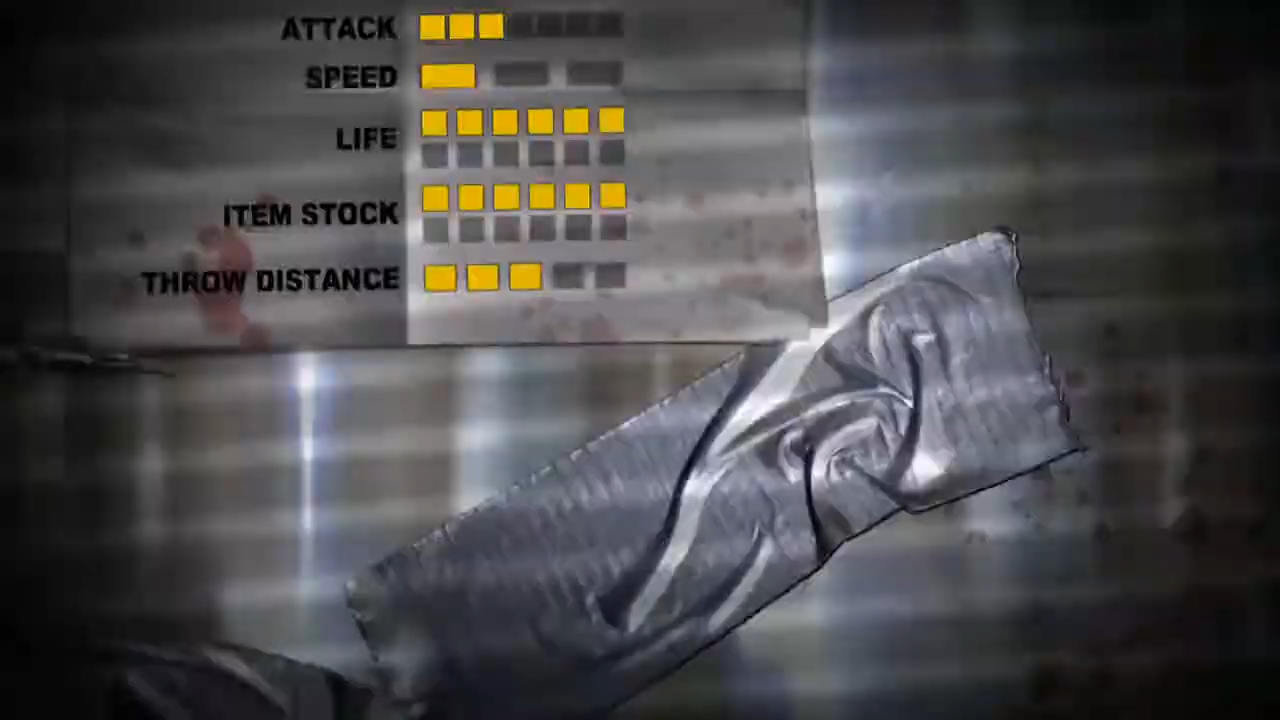 ATTACK
SPEED
LIFE
ITEM STOCK
THROW DISTANCE